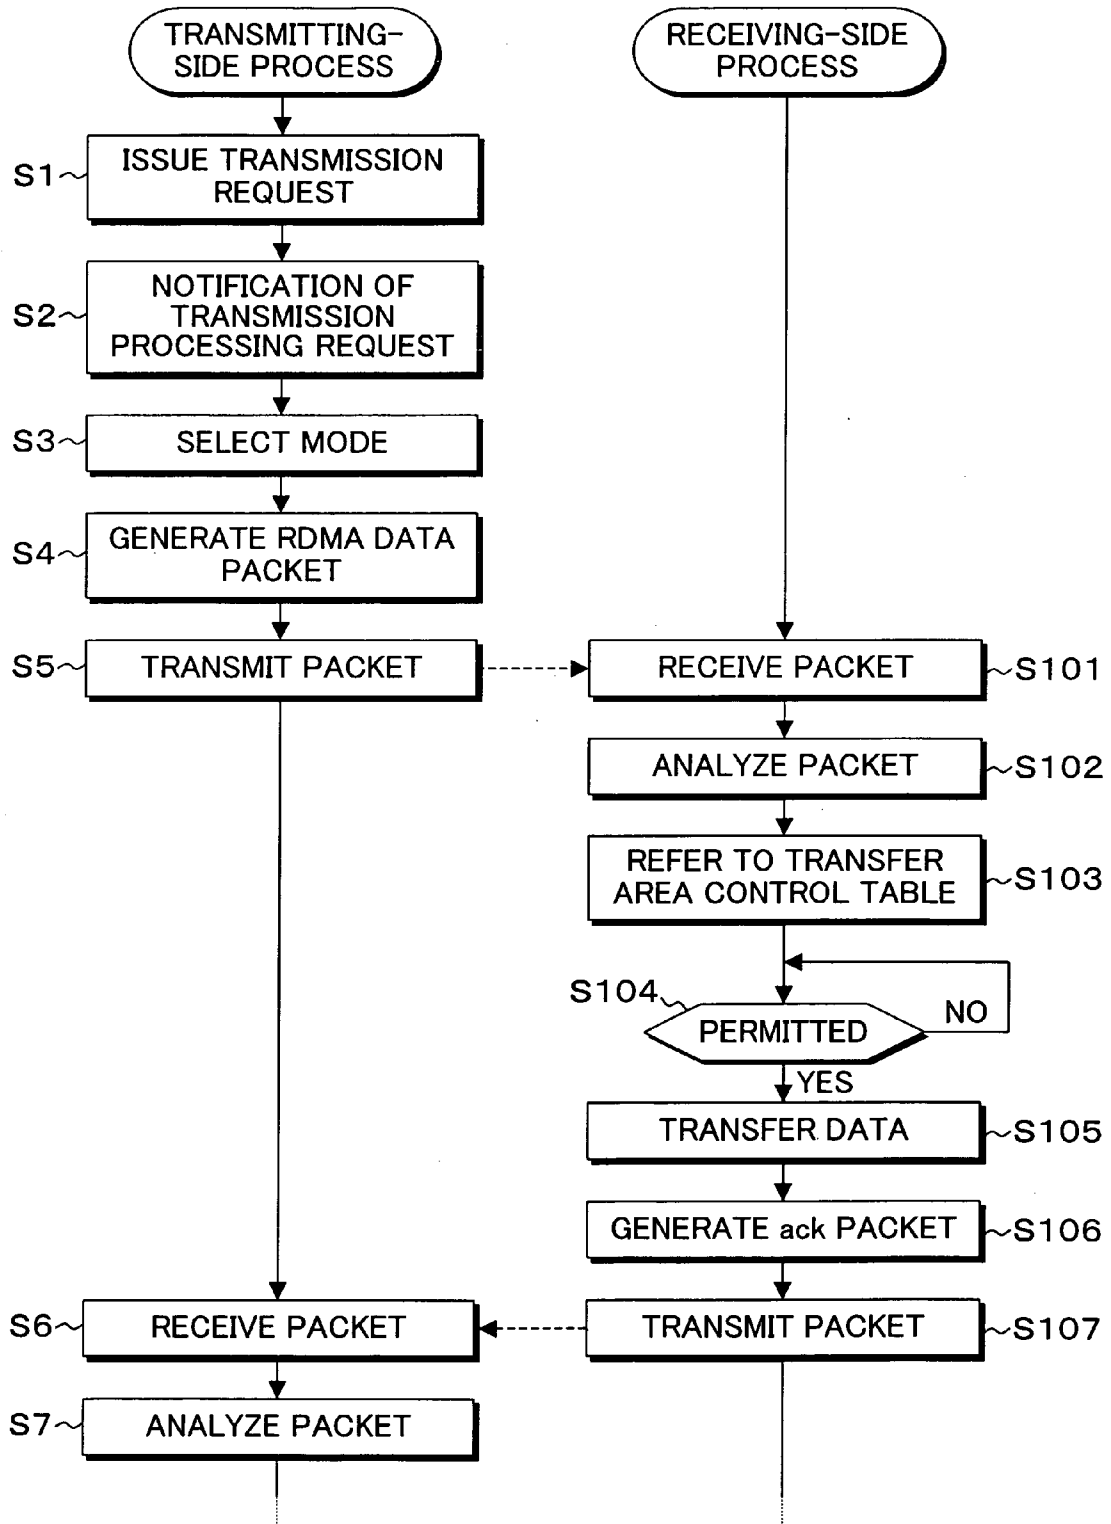 TRANSMITTING-
SIDE PROCESS
RECEIVING-SIDE
PROCESS
S1
ISSUE TRANSMISSION
REQUEST
S2
NOTIFICATION OF
TRANSMISSION
PROCESSING REQUEST
S3
SELECT MODE
S4
GENERATE RDMA DATA
PACKET
S5
TRANSMIT PACKET
RECEIVE PACKET
S101
ANALYZE PACKET
S102
REFER TO TRANSFER
AREA CONTROL TABLE
S103
S104
PERMITTED
NO
YES
TRANSFER DATA
S105
GENERATE ack PACKET
S106
S6
RECEIVE PACKET
TRANSMIT PACKET
S107
S7
ANALYZE PACKET